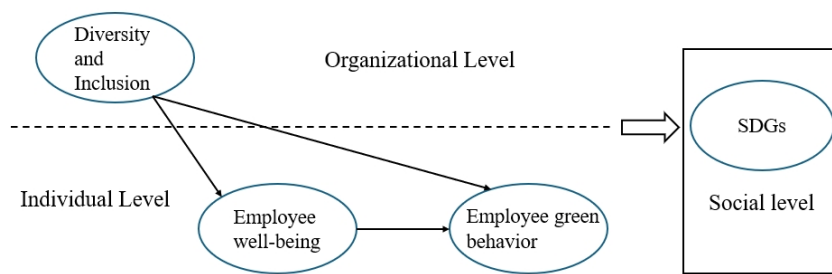 Diversity
and
Inclusion
Organizational Level
SDGs
Individual Level
Social level
Employee
well-being
Employee green
behavior